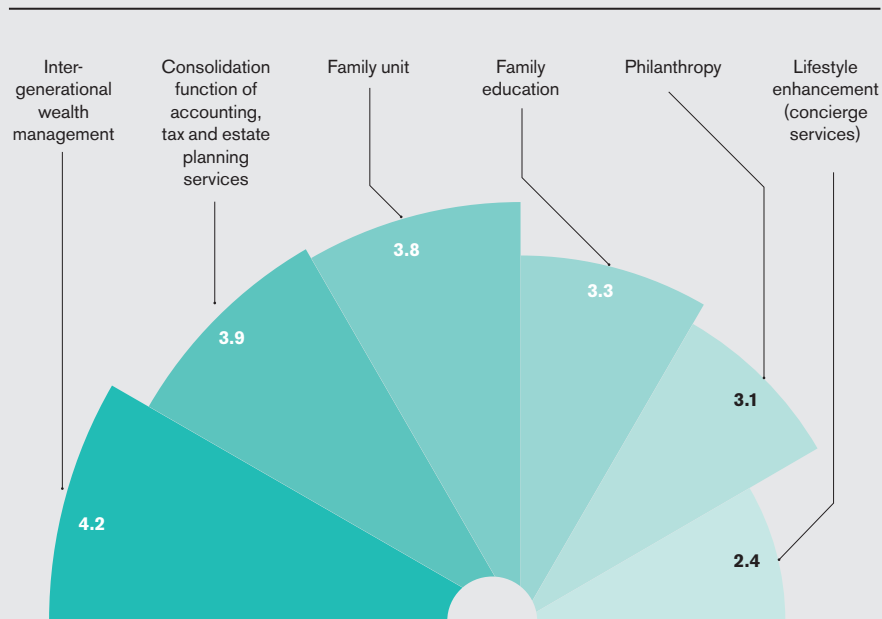 Inter-
generational
wealth
management
Consolidation
function of
accounting,
tax and estate
planning
services
Family unit
Family
education
Philanthropy
Lifestyle
enhancement
(concierge
services)
4.2
3.9
3.8
3.3
3.1
2.4